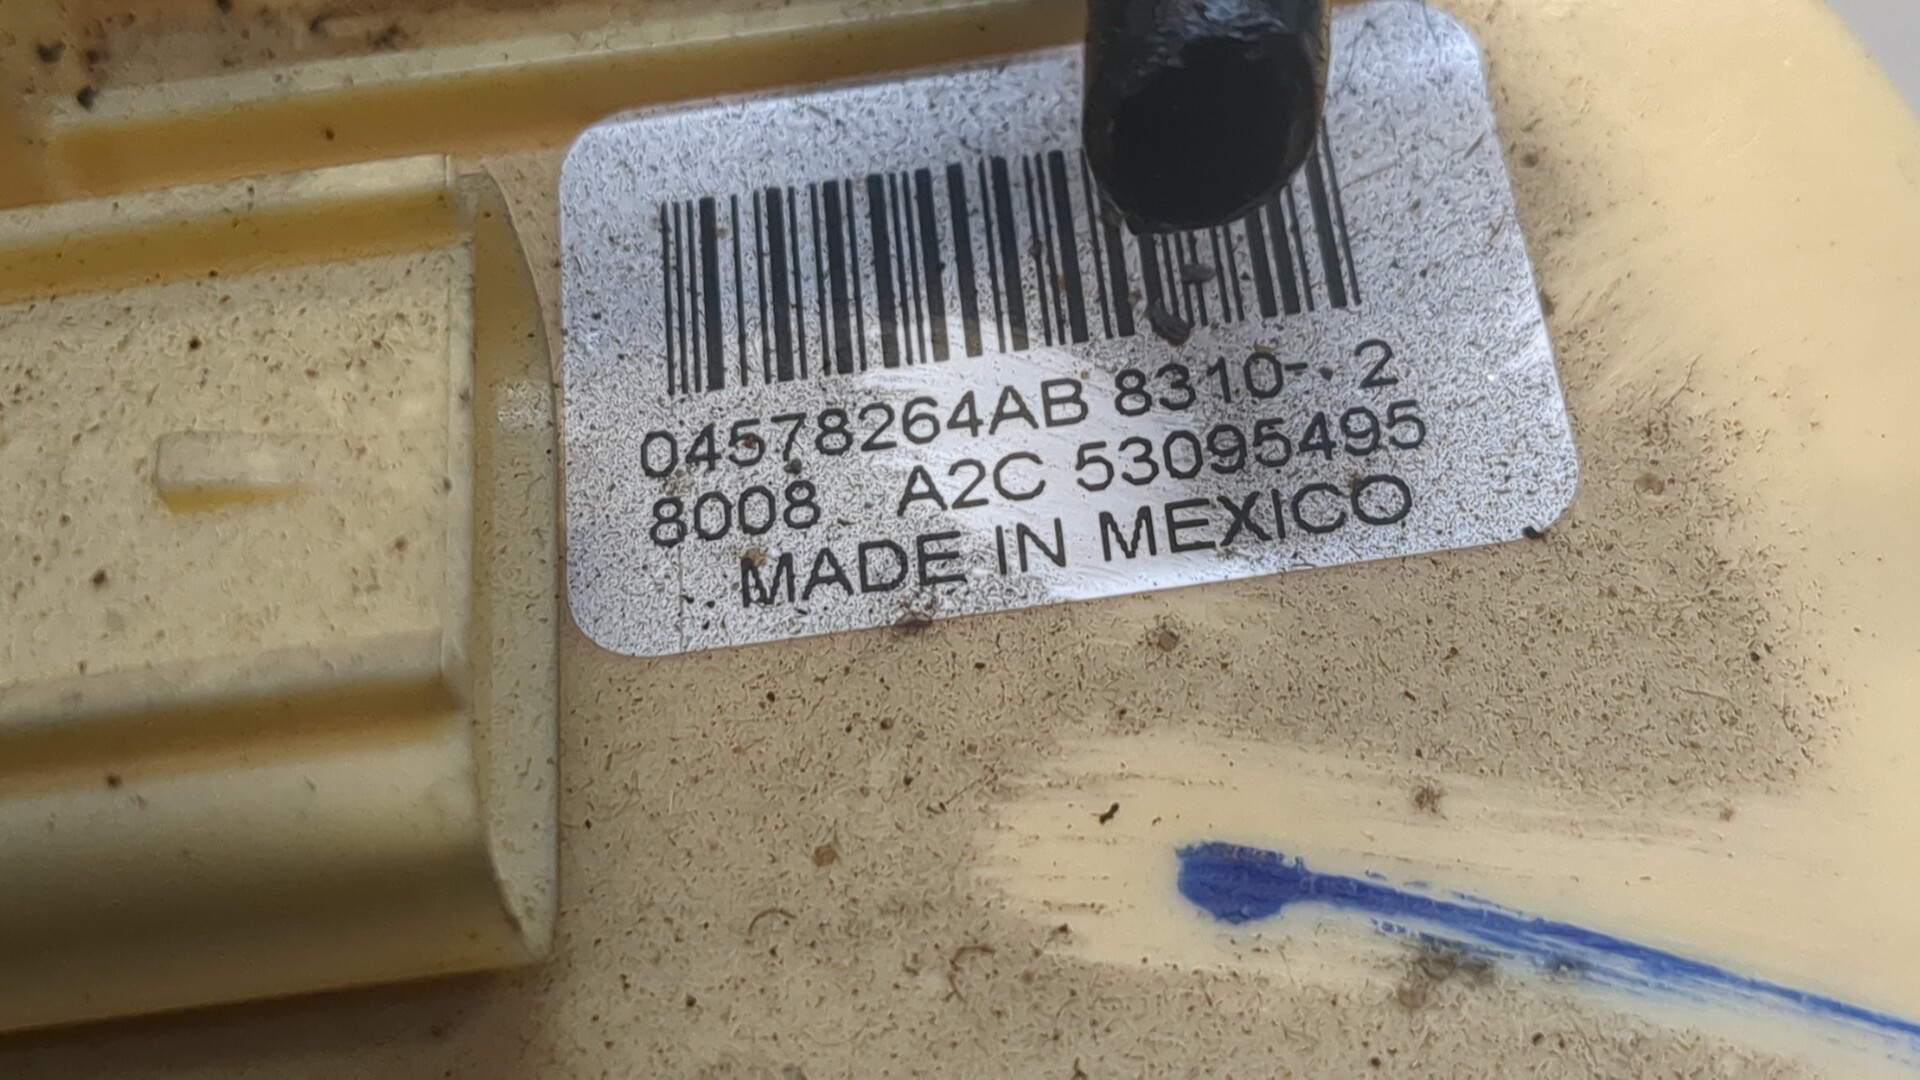 04578264AB 8310-. 2
8008 A2C 53095495
MADE IN MEXICO